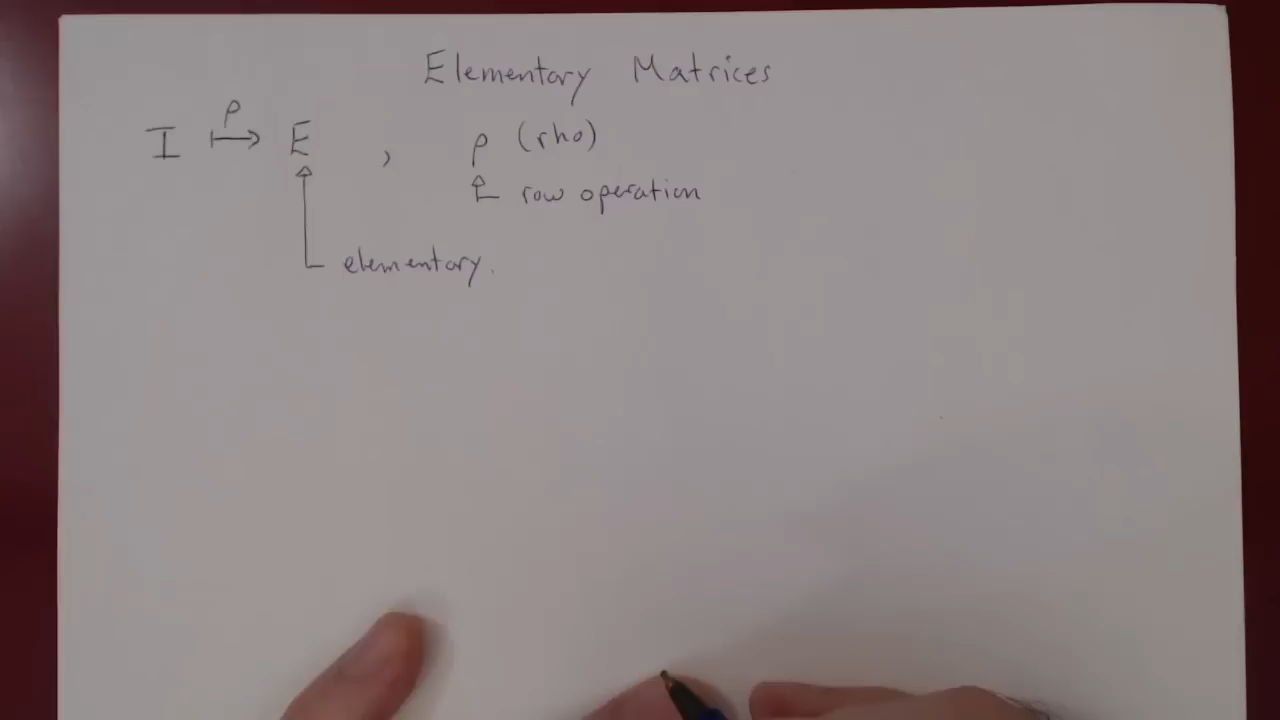 Elementary Matrices
I ↦ρ E , ρ (rho)
row operation
elementary.